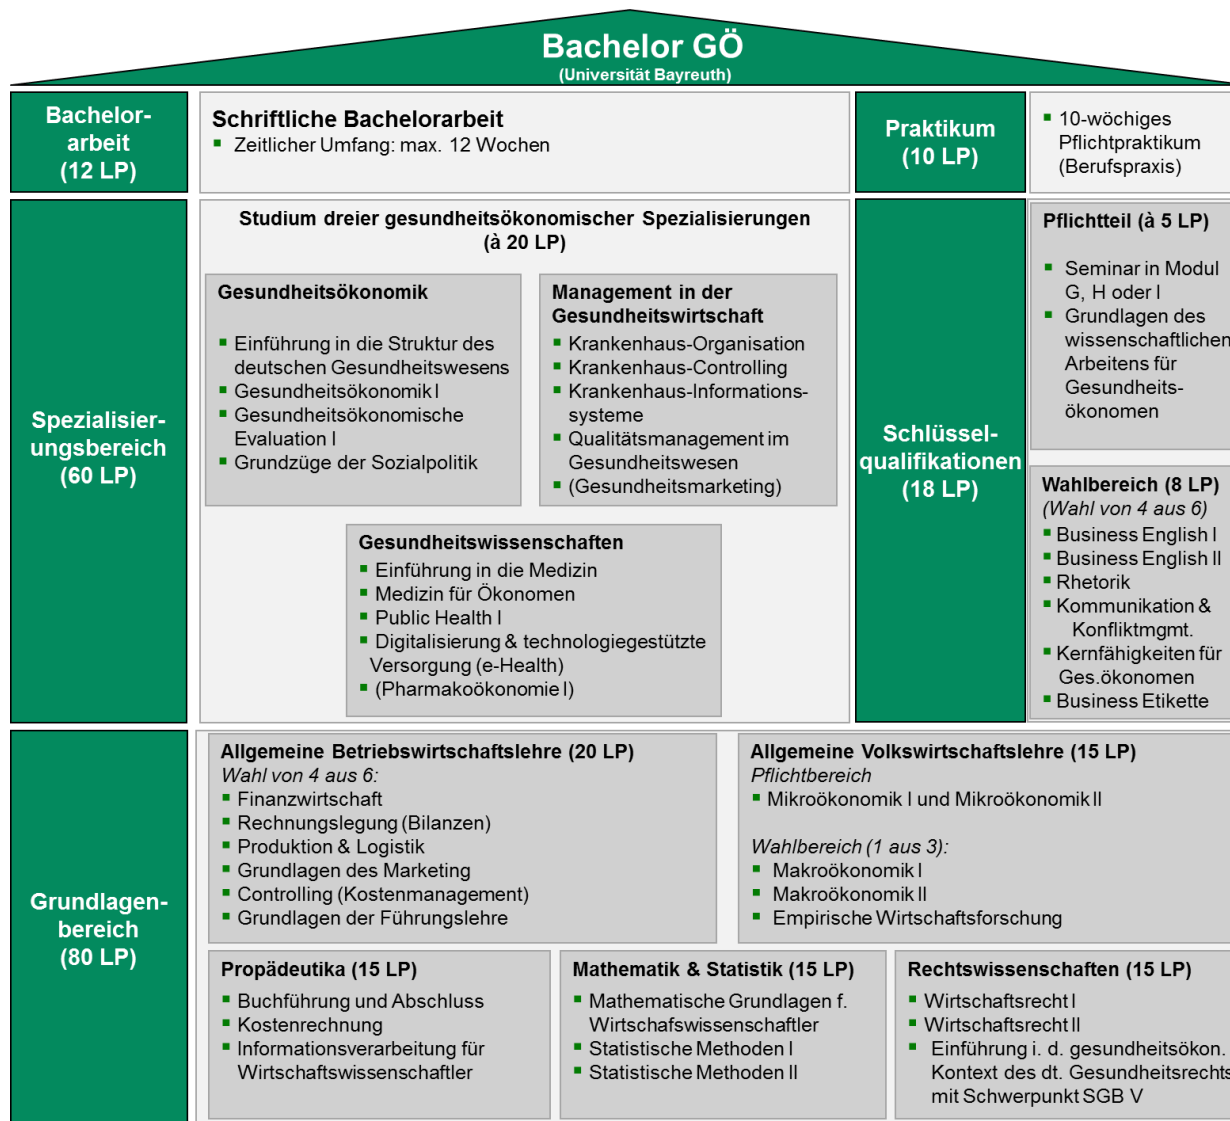 Bachelor GÖ
(Universität Bayreuth)
Bachelor-
arbeit
(12 LP)
Schriftliche Bachelorarbeit
Zeitlicher Umfang: max. 12 Wochen
Praktikum
(10 LP)
10-wöchiges
Pflichtpraktikum
(Berufspraxis)
Spezialisier-
ungsbereich
(60 LP)
Studium dreier gesundheitsökonomischer Spezialisierungen
(à 20 LP)
Gesundheitsökonomik
Einführung in die Struktur des
deutschen Gesundheitswesens
Gesundheitsökonomik I
Gesundheitsökonomische
Evaluation I
Grundzüge der Sozialpolitik
Management in der
Gesundheitswirtschaft
Krankenhaus-Organisation
Krankenhaus-Controlling
Krankenhaus-Informations-
systeme
Qualitätsmanagement im
Gesundheitswesen
(Gesundheitsmarketing)
Gesundheitswissenschaften
Einführung in die Medizin
Medizin für Ökonomen
Public Health I
Digitalisierung & technologiegestützte
Versorgung (e-Health)
(Pharmakoökonomie I)
Schlüssel-
qualifikationen
(18 LP)
Pflichtteil (à 5 LP)
Seminar in Modul
G, H oder I
Grundlagen des
wissenschaftlichen
Arbeitens für
Gesundheits-
ökonomen
Wahlbereich (8 LP)
(Wahl von 4 aus 6)
Business English I
Business English II
Rhetorik
Kommunikation &
Konfliktmgmt.
Kernfähigkeiten für
Ges.ökonomen
Business Etikette
Grundlagen-
bereich
(80 LP)
Allgemeine Betriebswirtschaftslehre (20 LP)
Wahl von 4 aus 6:
Finanzwirtschaft
Rechnungslegung (Bilanzen)
Produktion & Logistik
Grundlagen des Marketing
Controlling (Kostenmanagement)
Grundlagen der Führungslehre
Allgemeine Volkswirtschaftslehre (15 LP)
Pflichtbereich
Mikroökonomik I und Mikroökonomik II
Wahlbereich (1 aus 3):
Makroökonomik I
Makroökonomik II
Empirische Wirtschaftsforschung
Propädeutika (15 LP)
Buchführung und Abschluss
Kostenrechnung
Informationsverarbeitung für
Wirtschaftswissenschaftler
Mathematik & Statistik (15 LP)
Mathematische Grundlagen f.
Wirtschafswissenschaftler
Statistische Methoden I
Statistische Methoden II
Rechtswissenschaften (15 LP)
Wirtschaftsrecht I
Wirtschaftsrecht II
Einführung i. d. gesundheitsökon.
Kontext des dt. Gesundheitsrechts
mit Schwerpunkt SGB V